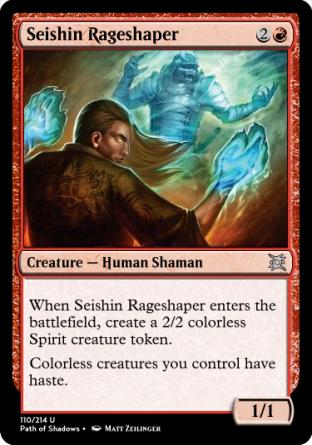 Seishin Rageshaper 2
Creature — Human Shaman
When Seishin Rageshaper enters the
battlefield, create a 2/2 colorless
Spirit creature token.
Colorless creatures you control have
haste.
1/1
110/214 U
Path of Shadows • Matt Zeilinger